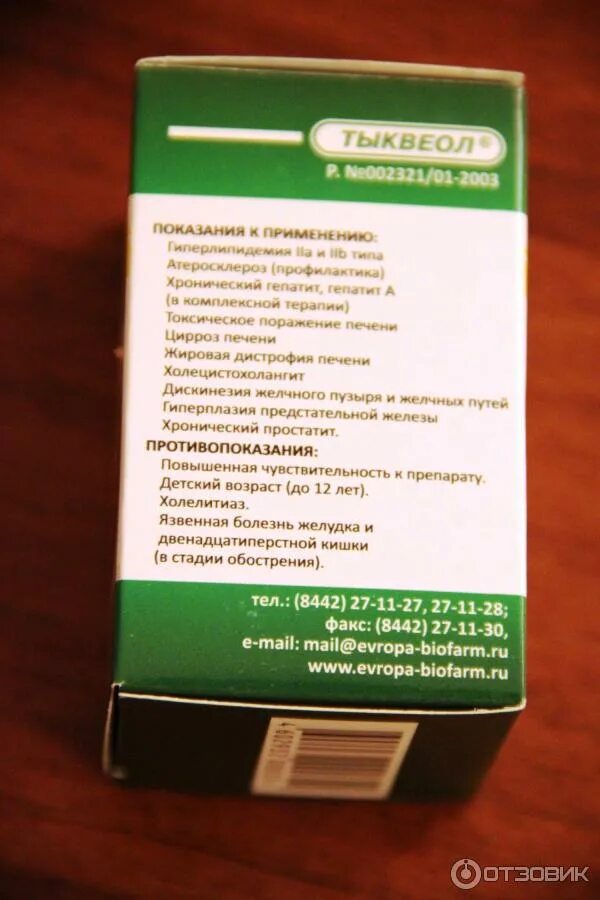 ТЫКВЕОЛ®
Р. №002321/01-2003
ПОКАЗАНИЯ К ПРИМЕНЕНИЮ:
Гиперлипидемия IIa и IIb типа
Атеросклероз (профилактика)
Хронический гепатит, гепатит А
(в комплексной терапии)
Токсическое поражение печени
Цирроз печени
Жировая дистрофия печени
Холецистохолангит
Дискинезия желчного пузыря и желчных путей
Гиперплазия предстательной железы
Хронический простатит.
ПРОТИВОПОКАЗАНИЯ:
Повышенная чувствительность к препарату.
Детский возраст (до 12 лет).
Холелитиаз.
Язвенная болезнь желудка и
двенадцатиперстной кишки
(в стадии обострения).
тел.: (8442) 27-11-27, 27-11-28;
факс: (8442) 27-11-30,
e-mail: mail@evropa-biofarm.ru
www.evropa-biofarm.ru
ОТЗОВИК